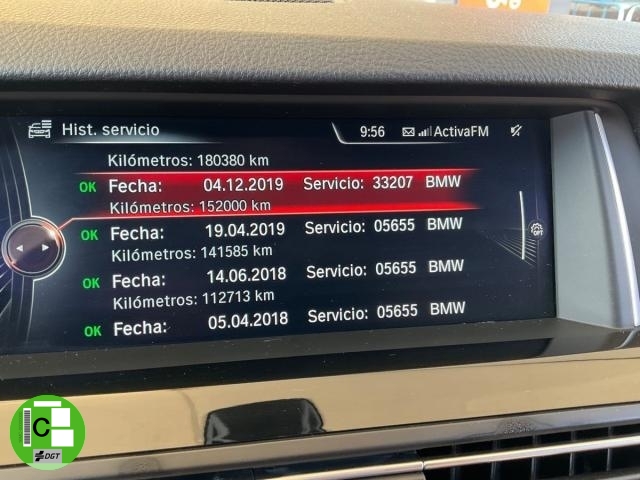 Hist. servicio 9:56 ActivaFM
Kilómetros: 180380 km
OK Fecha: 04.12.2019 Servicio: 33207 BMW
Kilómetros: 152000 km
OK Fecha: 19.04.2019 Servicio: 05655 BMW
Kilómetros: 141585 km
OK Fecha: 14.06.2018 Servicio: 05655 BMW
Kilómetros: 112713 km
OK Fecha: 05.04.2018 Servicio: 05655 BMW
OPT
C
DGT